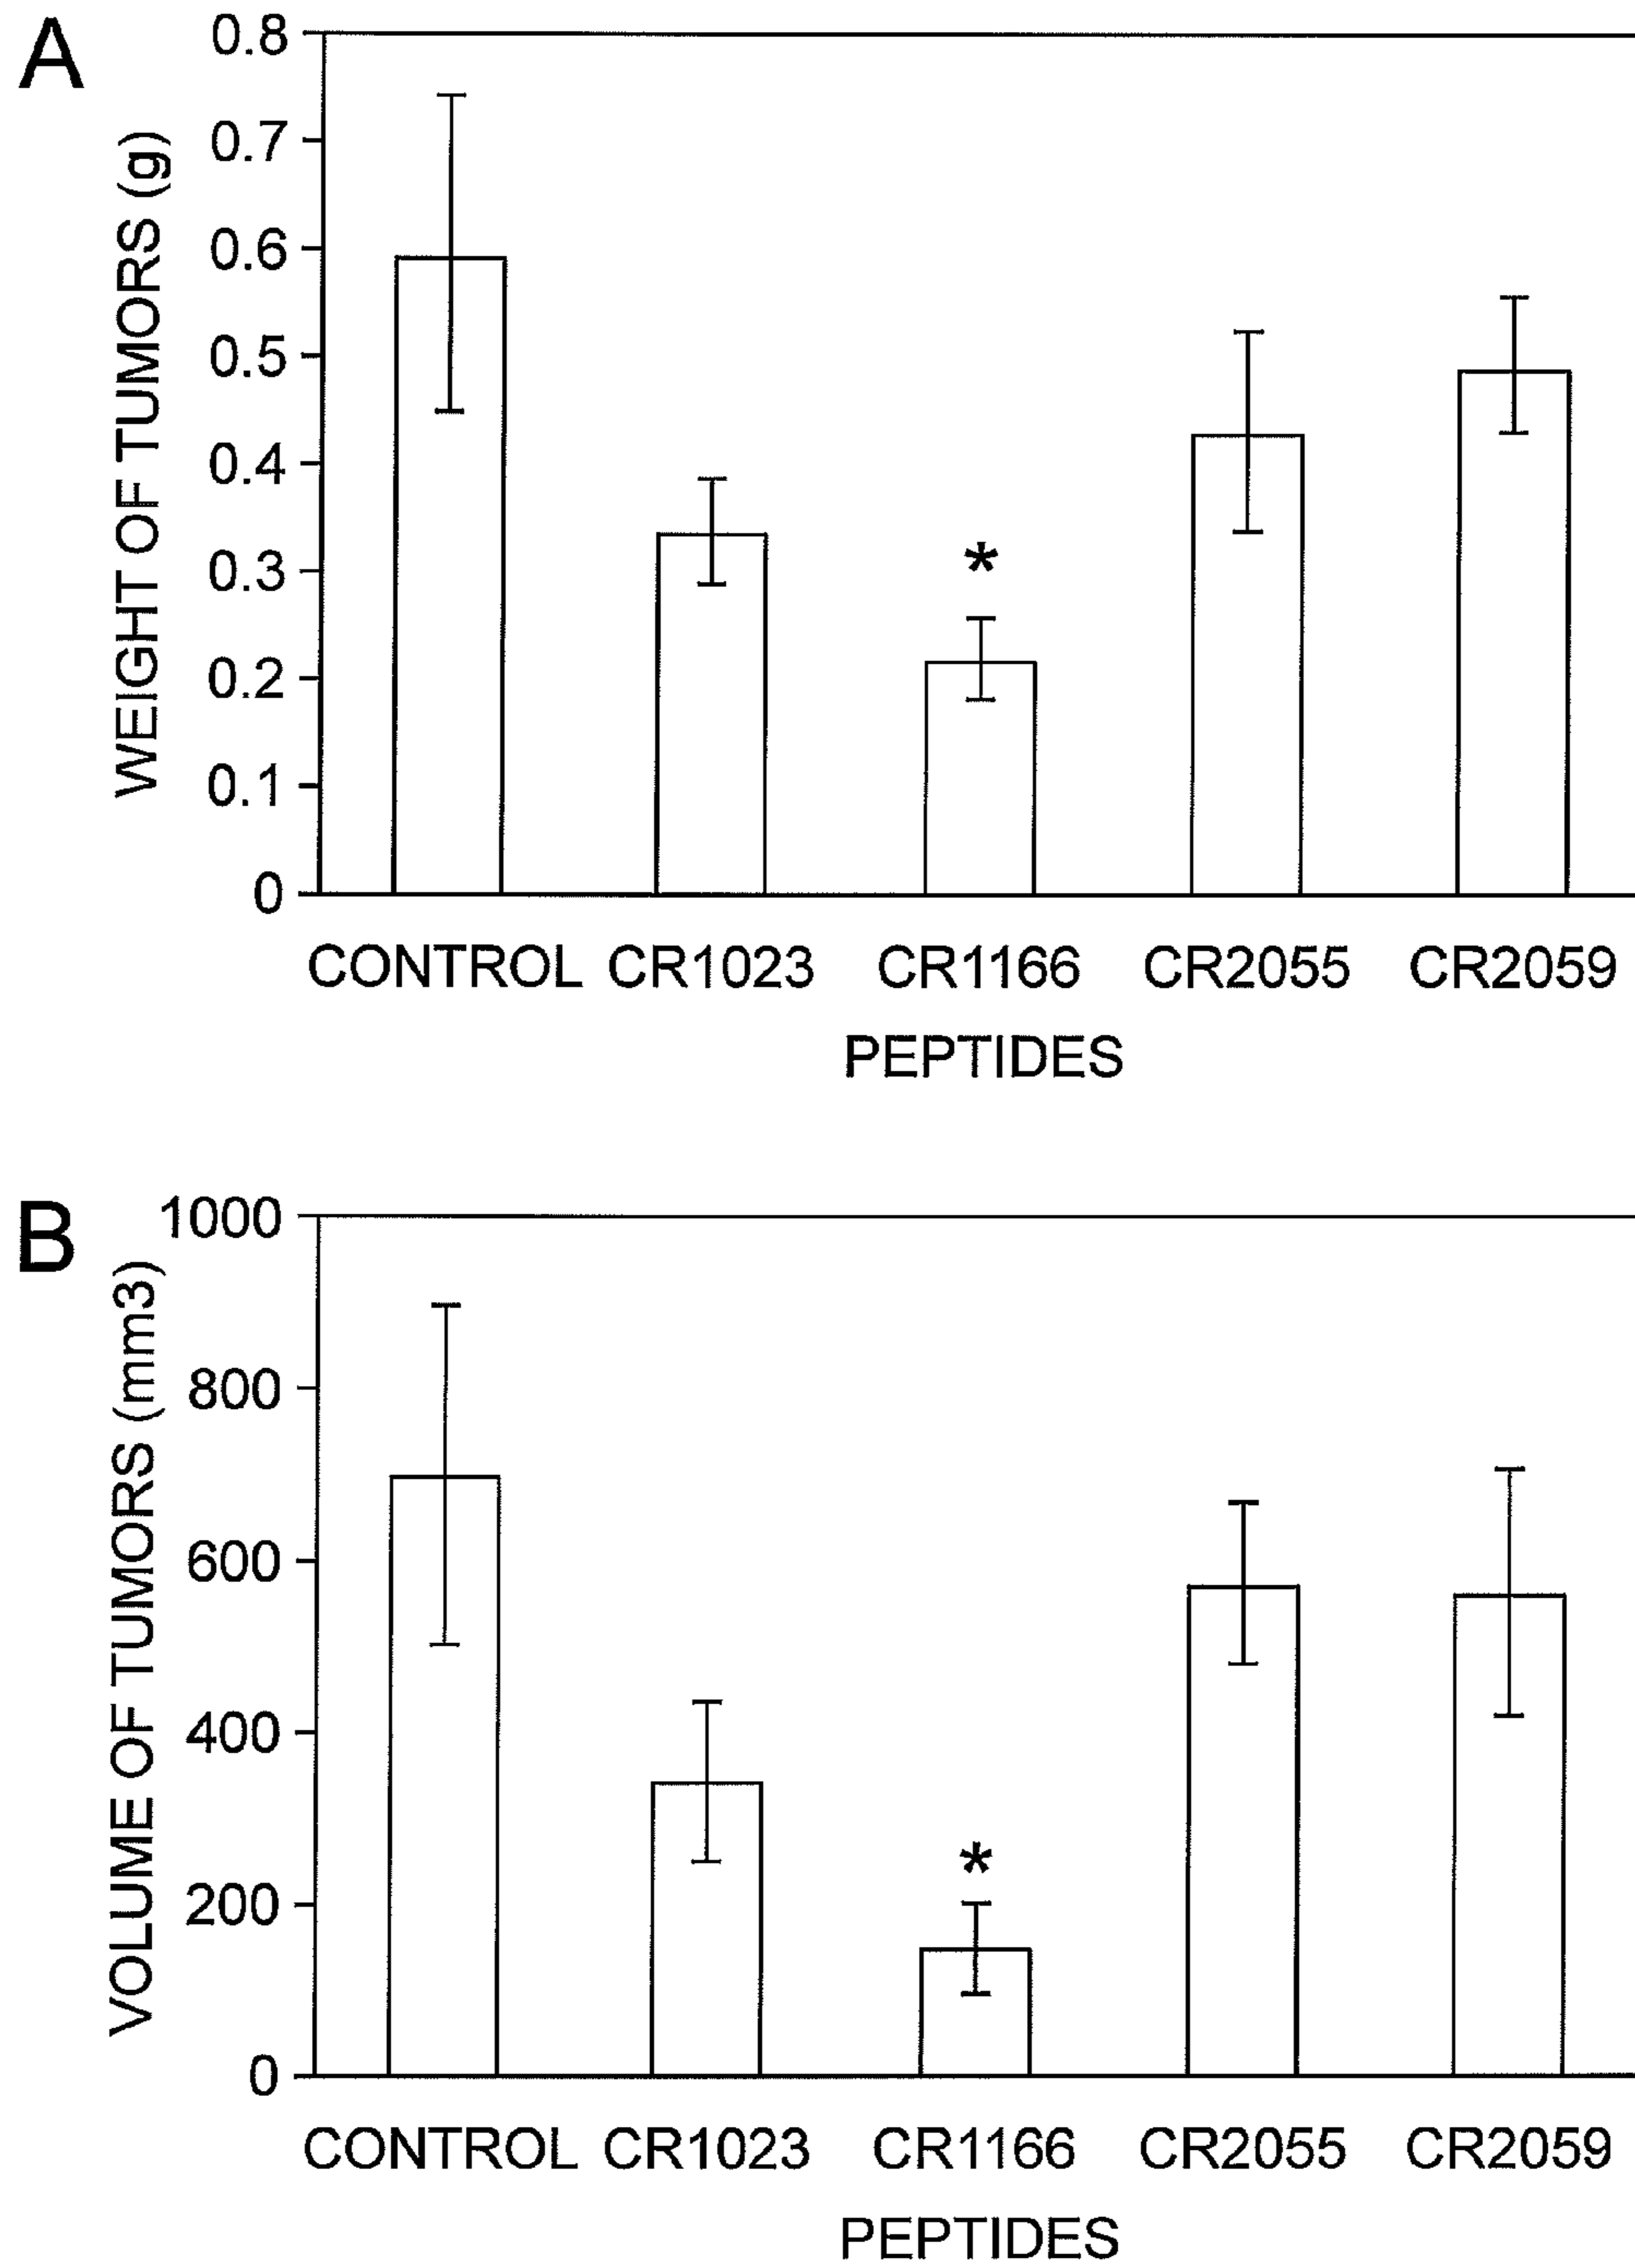 A
WEIGHT OF TUMORS (g)
0.8
0.7
0.6
0.5
0.4
0.3
0.2
0.1
0
*
CONTROL CR1023 CR1166 CR2055 CR2059
PEPTIDES
B
VOLUME OF TUMORS (mm3)
1000
800
600
400
200
0
*
CONTROL CR1023 CR1166 CR2055 CR2059
PEPTIDES